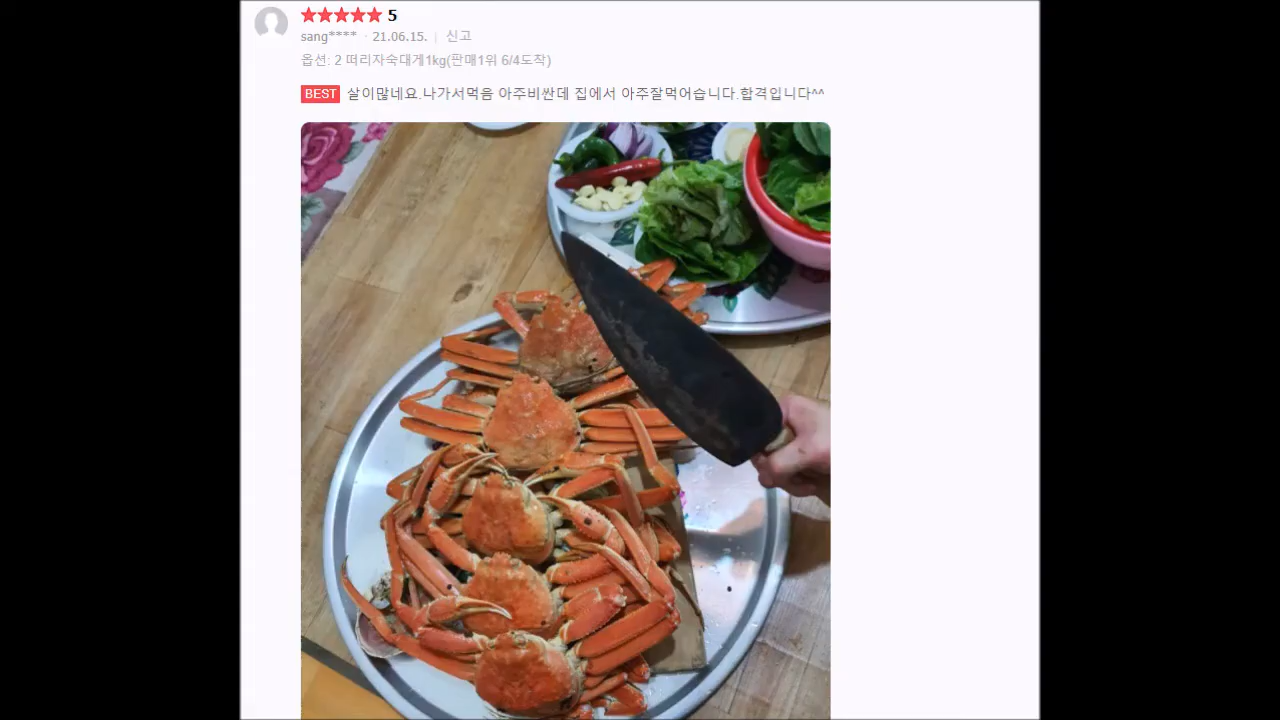 ★★★★★ 5
sang**** · 21.06.15. | 신고
옵션: 2 떠리자숙대게1kg(판매1위 6/4도착)
BEST 살이많네요.나가서먹음 아주비싼데 집에서 아주잘먹어습니다.합격입니다^^